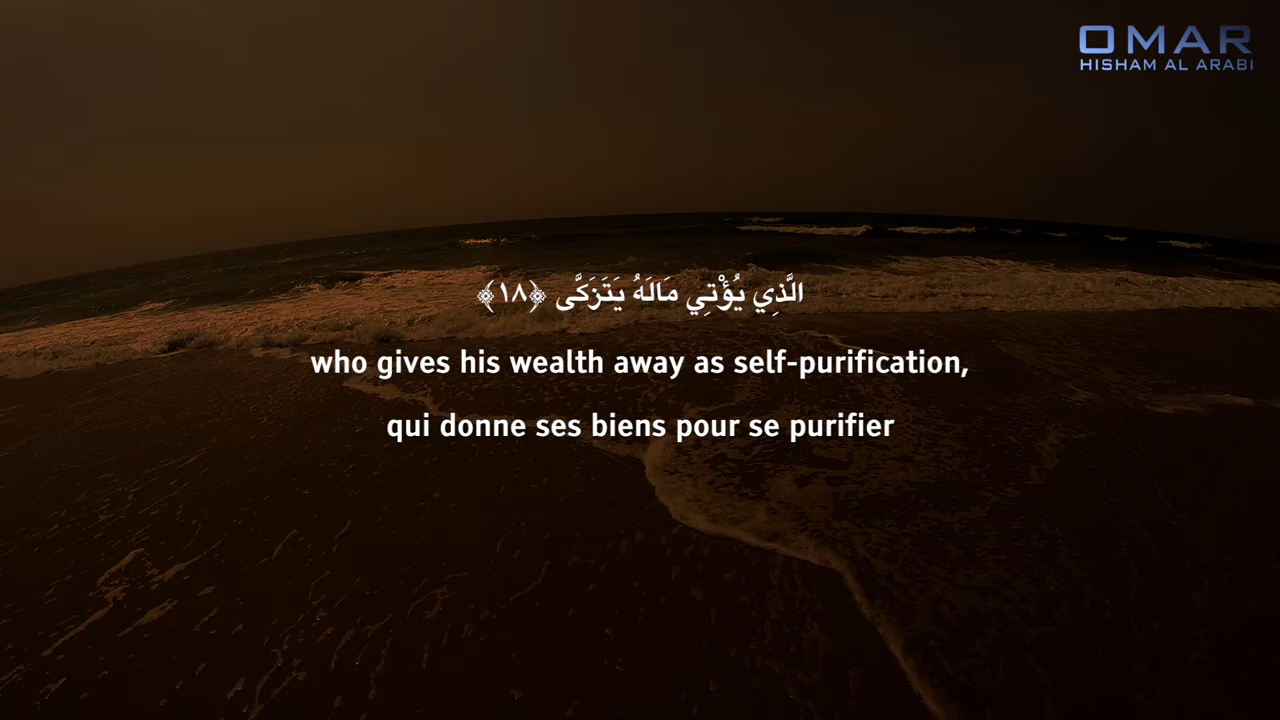 OMAR
HISHAM AL ARABI
الَّذِي يُؤْتِي مَالَهُ يَتَزَكَّى ﴿١٨﴾
who gives his wealth away as self-purification,
qui donne ses biens pour se purifier